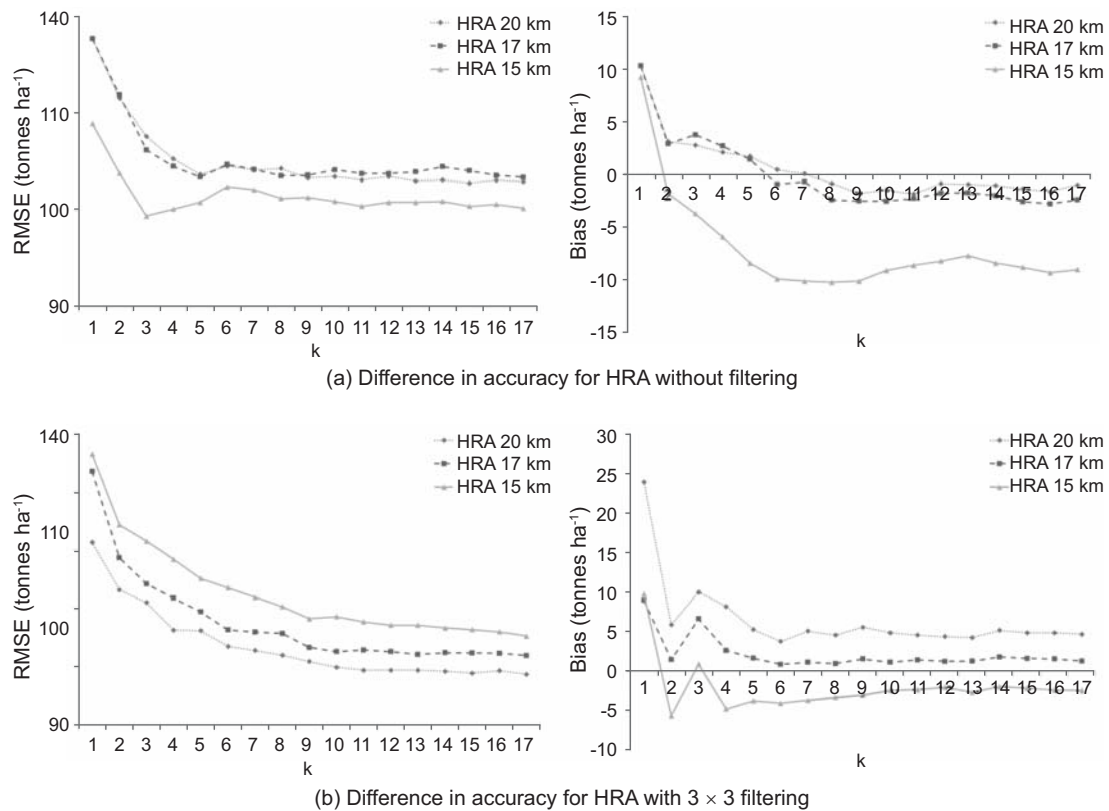 140
110
100
90
RMSE (tonnes ha-1)
HRA 20 km
HRA 17 km
HRA 15 km
1 2 3 4 5 6 7 8 9 10 11 12 13 14 15 16 17
k
15
10
5
0
-5
-10
-15
Bias (tonnes ha-1)
HRA 20 km
HRA 17 km
HRA 15 km
1 2 3 4 5 6 7 8 9 10 11 12 13 14 15 16 17
k
(a) Difference in accuracy for HRA without filtering
140
110
100
90
RMSE (tonnes ha-1)
HRA 20 km
HRA 17 km
HRA 15 km
1 2 3 4 5 6 7 8 9 10 11 12 13 14 15 16 17
k
30
25
20
15
10
5
0
-5
-10
Bias (tonnes ha-1)
HRA 20 km
HRA 17 km
HRA 15 km
1 2 3 4 5 6 7 8 9 10 11 12 13 14 15 16 17
k
(b) Difference in accuracy for HRA with 3 × 3 filtering